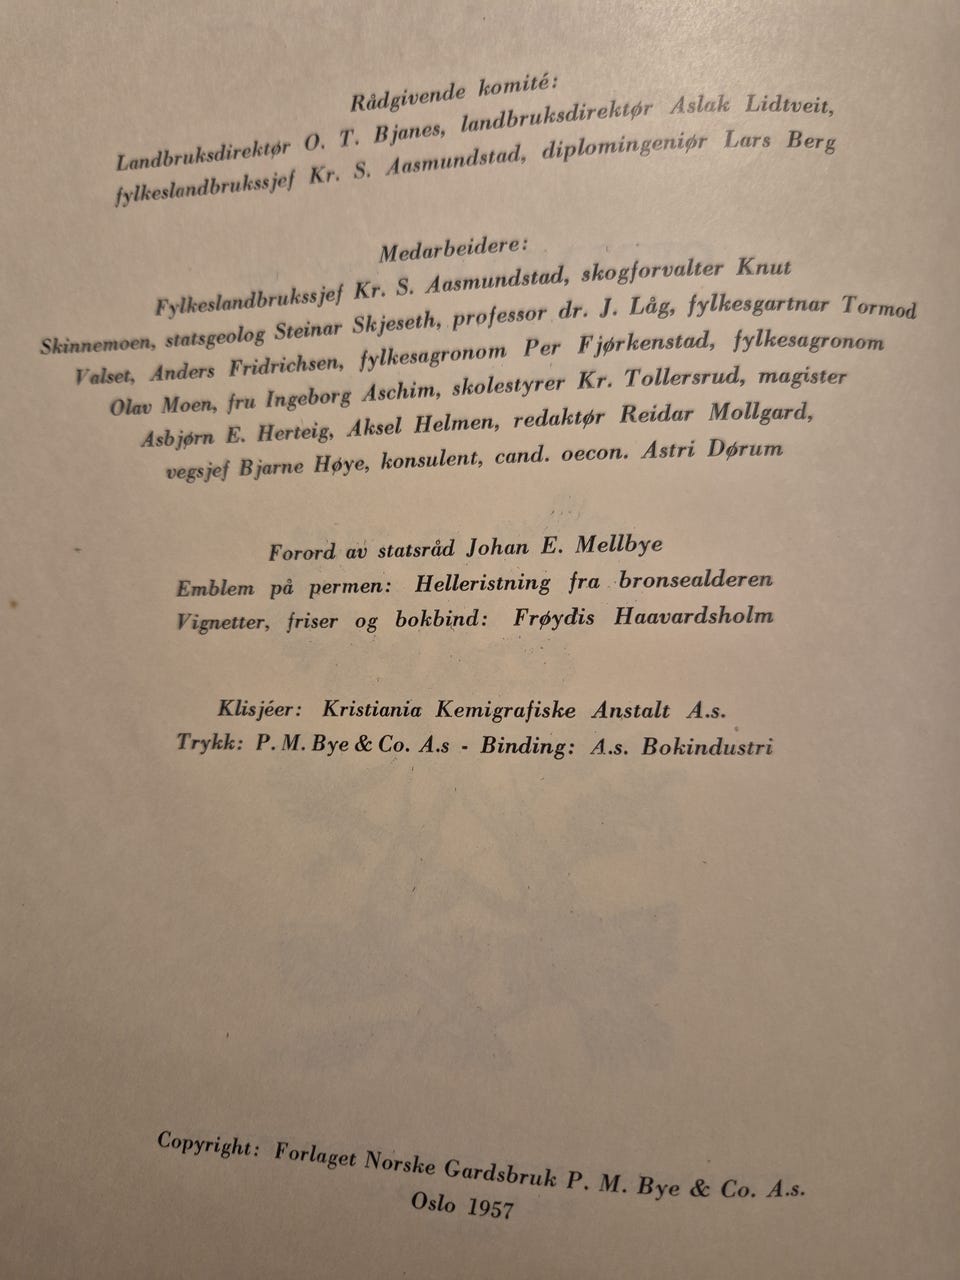 Rådgivende komité:
Landbruksdirektør O. T. Bjanes, landbruksdirektør Aslak Lidtveit,
fylkeslandbrukssjef Kr. S. Aasmundstad, diplomingeniør Lars Berg
Medarbeidere:
Fylkeslandbrukssjef Kr. S. Aasmundstad, skogforvalter Knut
Skinnemoen, statsgeolog Steinar Skjeseth, professor dr. J. Låg, fylkesgartnar Tormod
Valset, Anders Fridrichsen, fylkesagronom Per Fjørkenstad, fylkesagronom
Olav Moen, fru Ingeborg Aschim, skolestyrer Kr. Tollersrud, magister
Asbjørn E. Herteig, Aksel Helmen, redaktør Reidar Mollgard,
vegsjef Bjarne Høye, konsulent, cand. oecon. Astri Dørum
Forord av statsråd Johan E. Mellbye
Emblem på permen: Helleristning fra bronsealderen
Vignetter, friser og bokbind: Frøydis Haavardsholm
Klisjéer: Kristiania Kemigrafiske Anstalt A.s.
Trykk: P. M. Bye & Co. A.s - Binding: A.s. Bokindustri
Copyright: Forlaget Norske Gardsbruk P. M. Bye & Co. A.s.
Oslo 1957